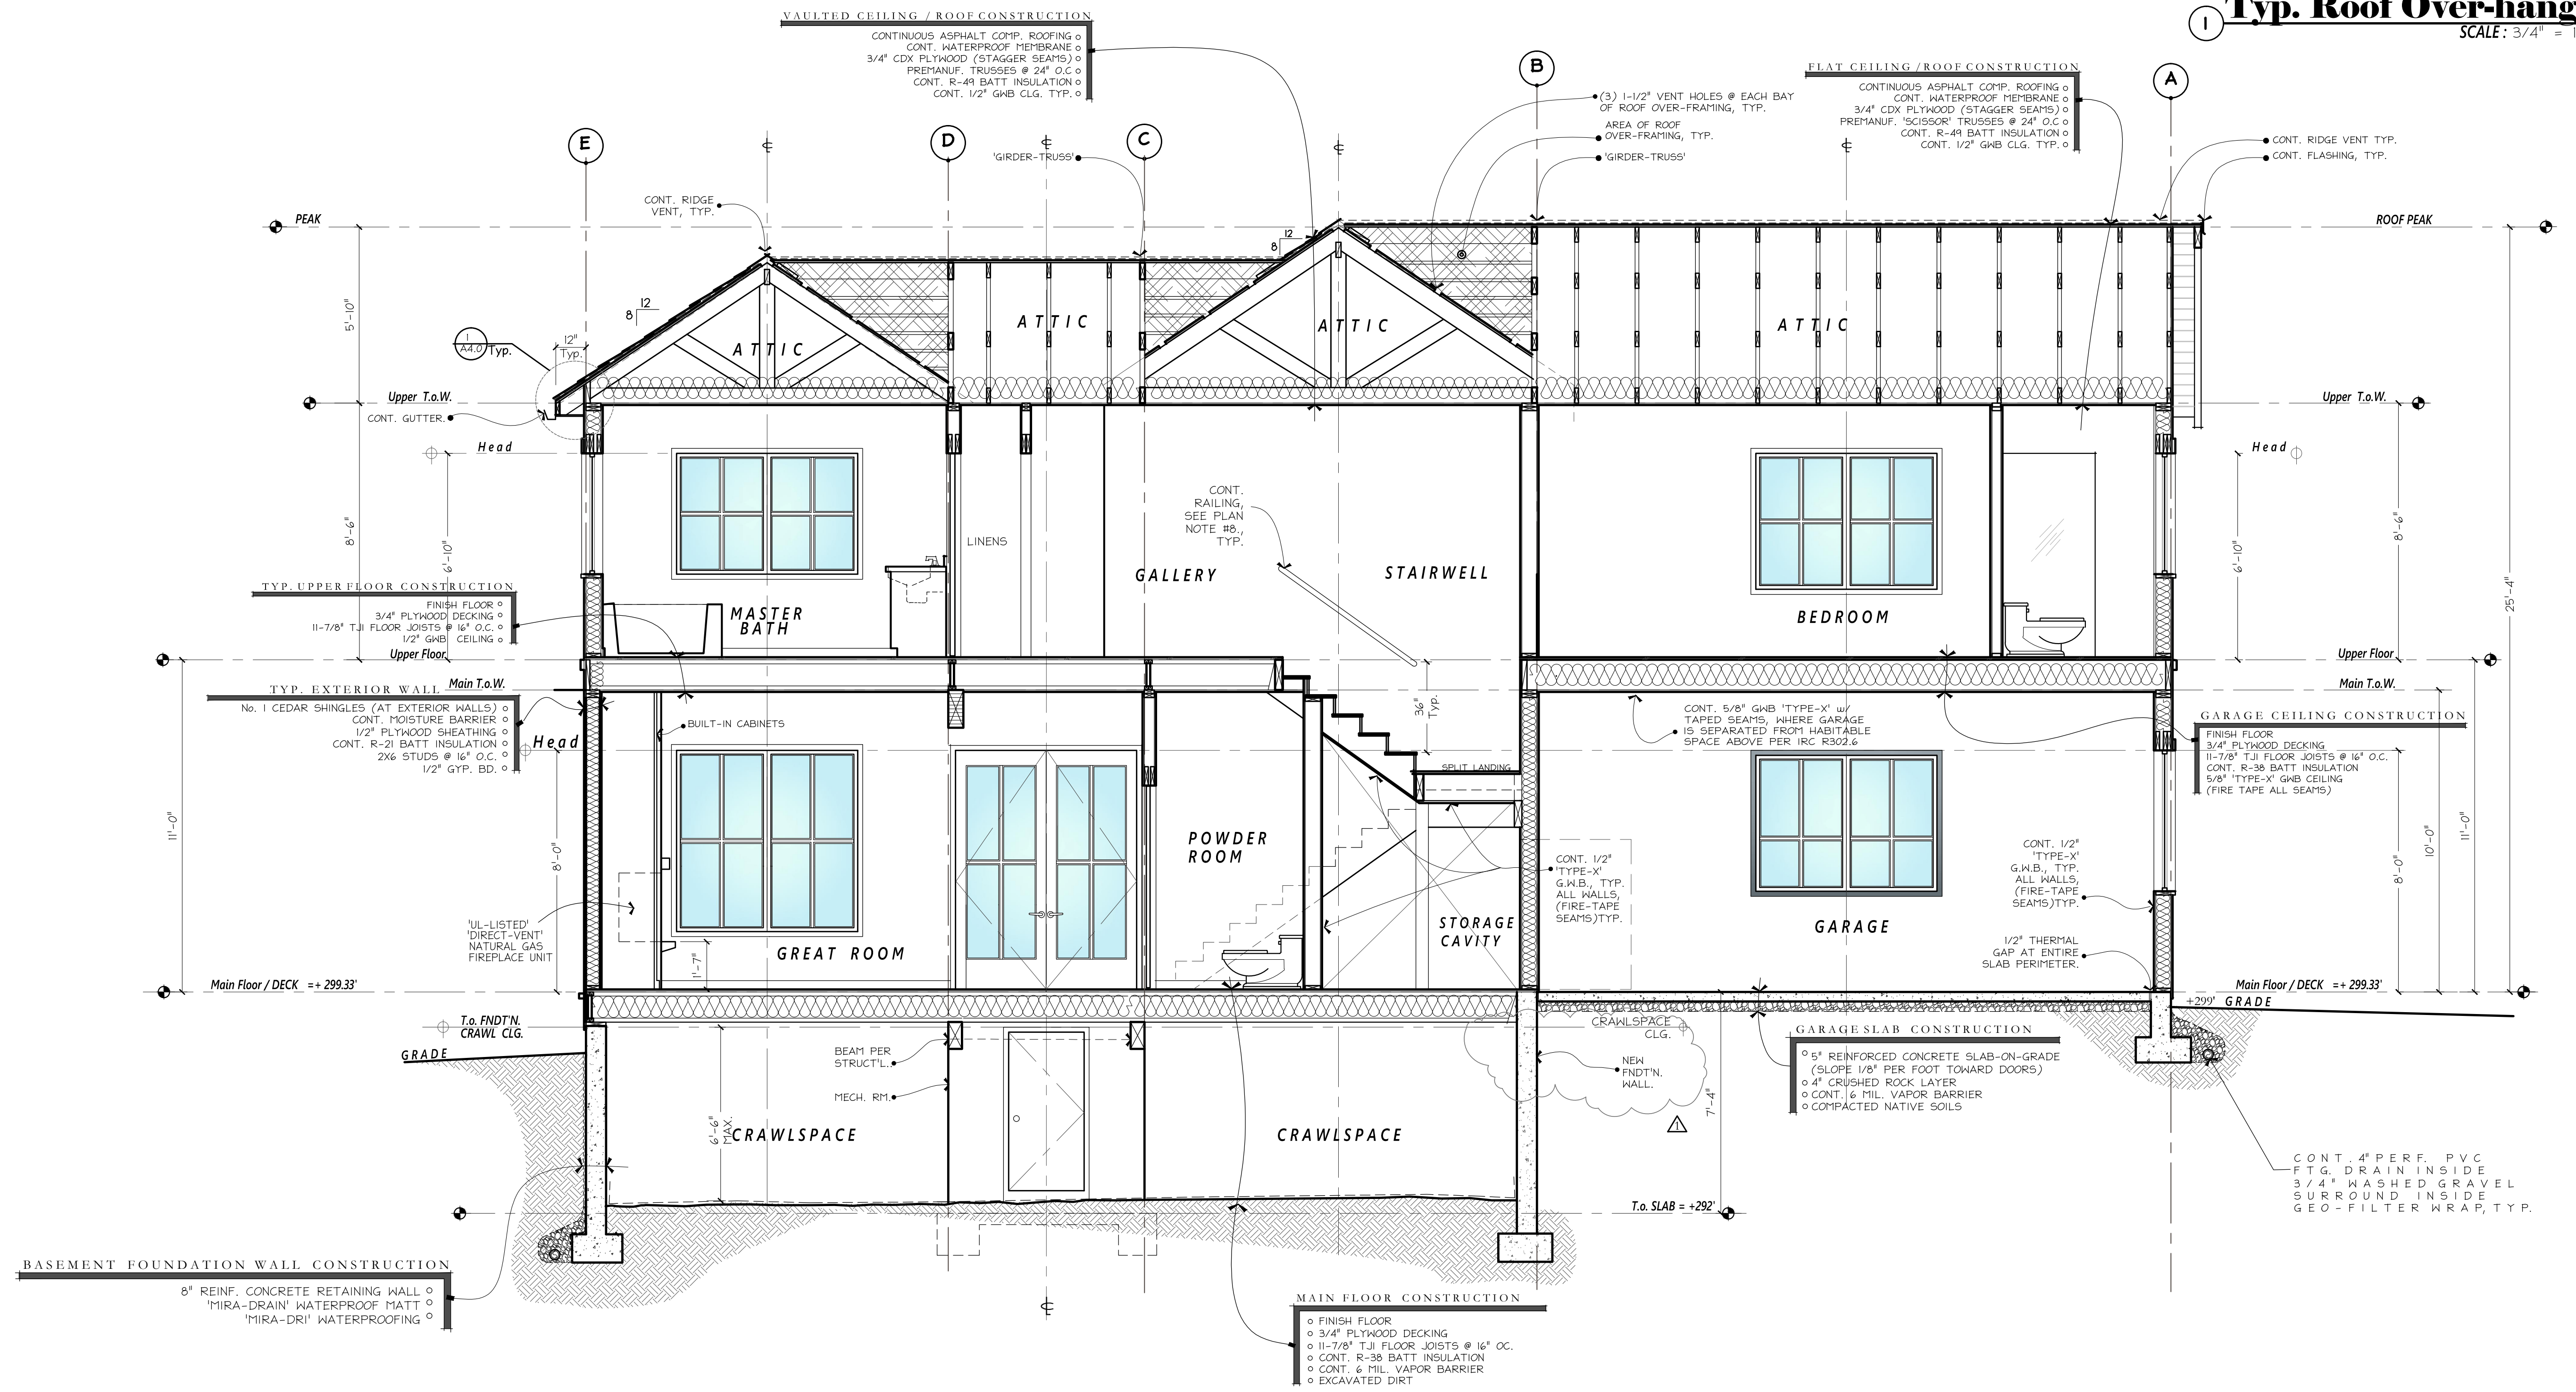 1 Typ. Roof Over-hang
SCALE : 3/4" = 1
VAULTED CEILING / ROOF CONSTRUCTION
CONTINUOUS ASPHALT COMP. ROOFING
CONT. WATERPROOF MEMBRANE
3/4" CDX PLYWOOD (STAGGER SEAMS)
PREMANUF. TRUSSES @ 24" O.C
CONT. R-49 BATT INSULATION
CONT. 1/2" GWB CLG. TYP.
FLAT CEILING / ROOF CONSTRUCTION
CONTINUOUS ASPHALT COMP. ROOFING
CONT. WATERPROOF MEMBRANE
3/4" CDX PLYWOOD (STAGGER SEAMS)
PREMANUF. 'SCISSOR' TRUSSES @ 24" O.C
CONT. R-49 BATT INSULATION
CONT. 1/2" GWB CLG. TYP.
(3) 1-1/2" VENT HOLES @ EACH BAY
OF ROOF OVER-FRAMING, TYP.
AREA OF ROOF
OVER-FRAMING, TYP.
'GIRDER-TRUSS'
'GIRDER-TRUSS'
CONT. RIDGE VENT TYP.
CONT. FLASHING, TYP.
E
D
C
B
A
CONT. RIDGE
VENT, TYP.
PEAK
ROOF PEAK
12
8
12
8
5'-10"
1
A4.0
Typ.
12"
Typ.
ATTIC
ATTIC
ATTIC
ATTIC
Upper T.o.W.
Upper T.o.W.
CONT. GUTTER.
Head
Head
8'-6"
6'-10"
6'-10"
8'-6"
25'-4"
LINENS
CONT.
RAILING,
SEE PLAN
NOTE #8.,
TYP.
GALLERY
STAIRWELL
MASTER
BATH
BEDROOM
TYP. UPPER FLOOR CONSTRUCTION
FINISH FLOOR
3/4" PLYWOOD DECKING
11-7/8" TJI FLOOR JOISTS @ 16" O.C.
1/2" GWB CEILING
Upper Floor
Upper Floor
Main T.o.W.
Main T.o.W.
TYP. EXTERIOR WALL
No. 1 CEDAR SHINGLES (AT EXTERIOR WALLS)
CONT. MOISTURE BARRIER
1/2" PLYWOOD SHEATHING
CONT. R-21 BATT INSULATION
2X6 STUDS @ 16" O.C.
1/2" GYP. BD.
Head
BUILT-IN CABINETS
36"
Typ.
SPLIT LANDING
CONT. 5/8" GWB 'TYPE-X' w/
TAPED SEAMS, WHERE GARAGE
IS SEPARATED FROM HABITABLE
SPACE ABOVE PER IRC R302.6
GARAGE CEILING CONSTRUCTION
FINISH FLOOR
3/4" PLYWOOD DECKING
11-7/8" TJI FLOOR JOISTS @ 16" O.C.
CONT. R-38 BATT INSULATION
5/8" 'TYPE-X' GWB CEILING
(FIRE TAPE ALL SEAMS)
11'-0"
8'-0"
POWDER
ROOM
CONT. 1/2"
'TYPE-X'
G.W.B., TYP.
ALL WALLS,
(FIRE-TAPE
SEAMS)TYP.
CONT. 1/2"
'TYPE-X'
G.W.B., TYP.
ALL WALLS,
(FIRE-TAPE
SEAMS)TYP.
8'-0"
10'-0"
11'-0"
'UL-LISTED'
'DIRECT-VENT'
NATURAL GAS
FIREPLACE UNIT
GREAT ROOM
1'-7"
STORAGE
CAVITY
GARAGE
1/2" THERMAL
GAP AT ENTIRE
SLAB PERIMETER.
Main Floor / DECK =+ 299.33'
Main Floor / DECK =+ 299.33'
+299' GRADE
T.o. FNDT'N.
CRAWL CLG.
GRADE
BEAM PER
STRUCT'L.
MECH. RM.
CRAWLSPACE
CLG.
NEW
FNDT'N.
WALL.
1
7'-4"
GARAGE SLAB CONSTRUCTION
5" REINFORCED CONCRETE SLAB-ON-GRADE
(SLOPE 1/8" PER FOOT TOWARD DOORS)
4" CRUSHED ROCK LAYER
CONT. 6 MIL. VAPOR BARRIER
COMPACTED NATIVE SOILS
6'-6"
MAX.
CRAWLSPACE
CRAWLSPACE
T.o. SLAB = +292'
CONT. 4" PERF. PVC
FTG. DRAIN INSIDE
3/4" WASHED GRAVEL
SURROUND INSIDE
GEO-FILTER WRAP, TYP.
BASEMENT FOUNDATION WALL CONSTRUCTION
8" REINF. CONCRETE RETAINING WALL
'MIRA-DRAIN' WATERPROOF MATT
'MIRA-DRI' WATERPROOFING
MAIN FLOOR CONSTRUCTION
FINISH FLOOR
3/4" PLYWOOD DECKING
11-7/8" TJI FLOOR JOISTS @ 16" OC.
CONT. R-38 BATT INSULATION
CONT. 6 MIL. VAPOR BARRIER
EXCAVATED DIRT